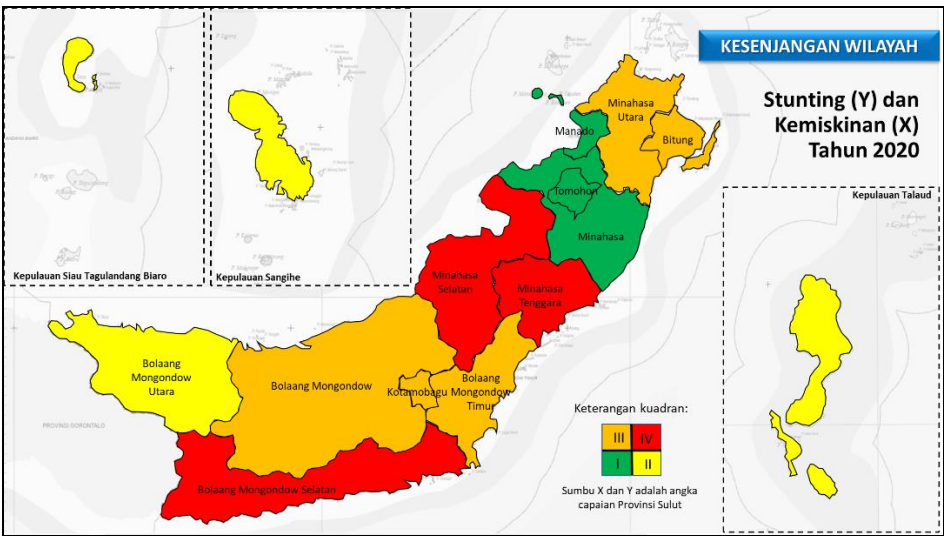 KESENJANGAN WILAYAH
Stunting (Y) dan
Kemiskinan (X)
Tahun 2020
Kepulauan Siau Tagulandang Biaro
Kepulauan Sangihe
Kepulauan Talaud
Minahasa
Utara
Manado
Bitung
Tomohon
Minahasa
Minahasa
Selatan
Minahasa
Tenggara
Bolaang
Mongondow
Utara
Bolaang Mongondow
Kotamobagu
Bolaang
Mongondow
Timur
Bolaang Mongondow Selatan
PROVINSI GORONTALO
Keterangan kuadran:
III IV
I II
Sumbu X dan Y adalah angka
capaian Provinsi Sulut